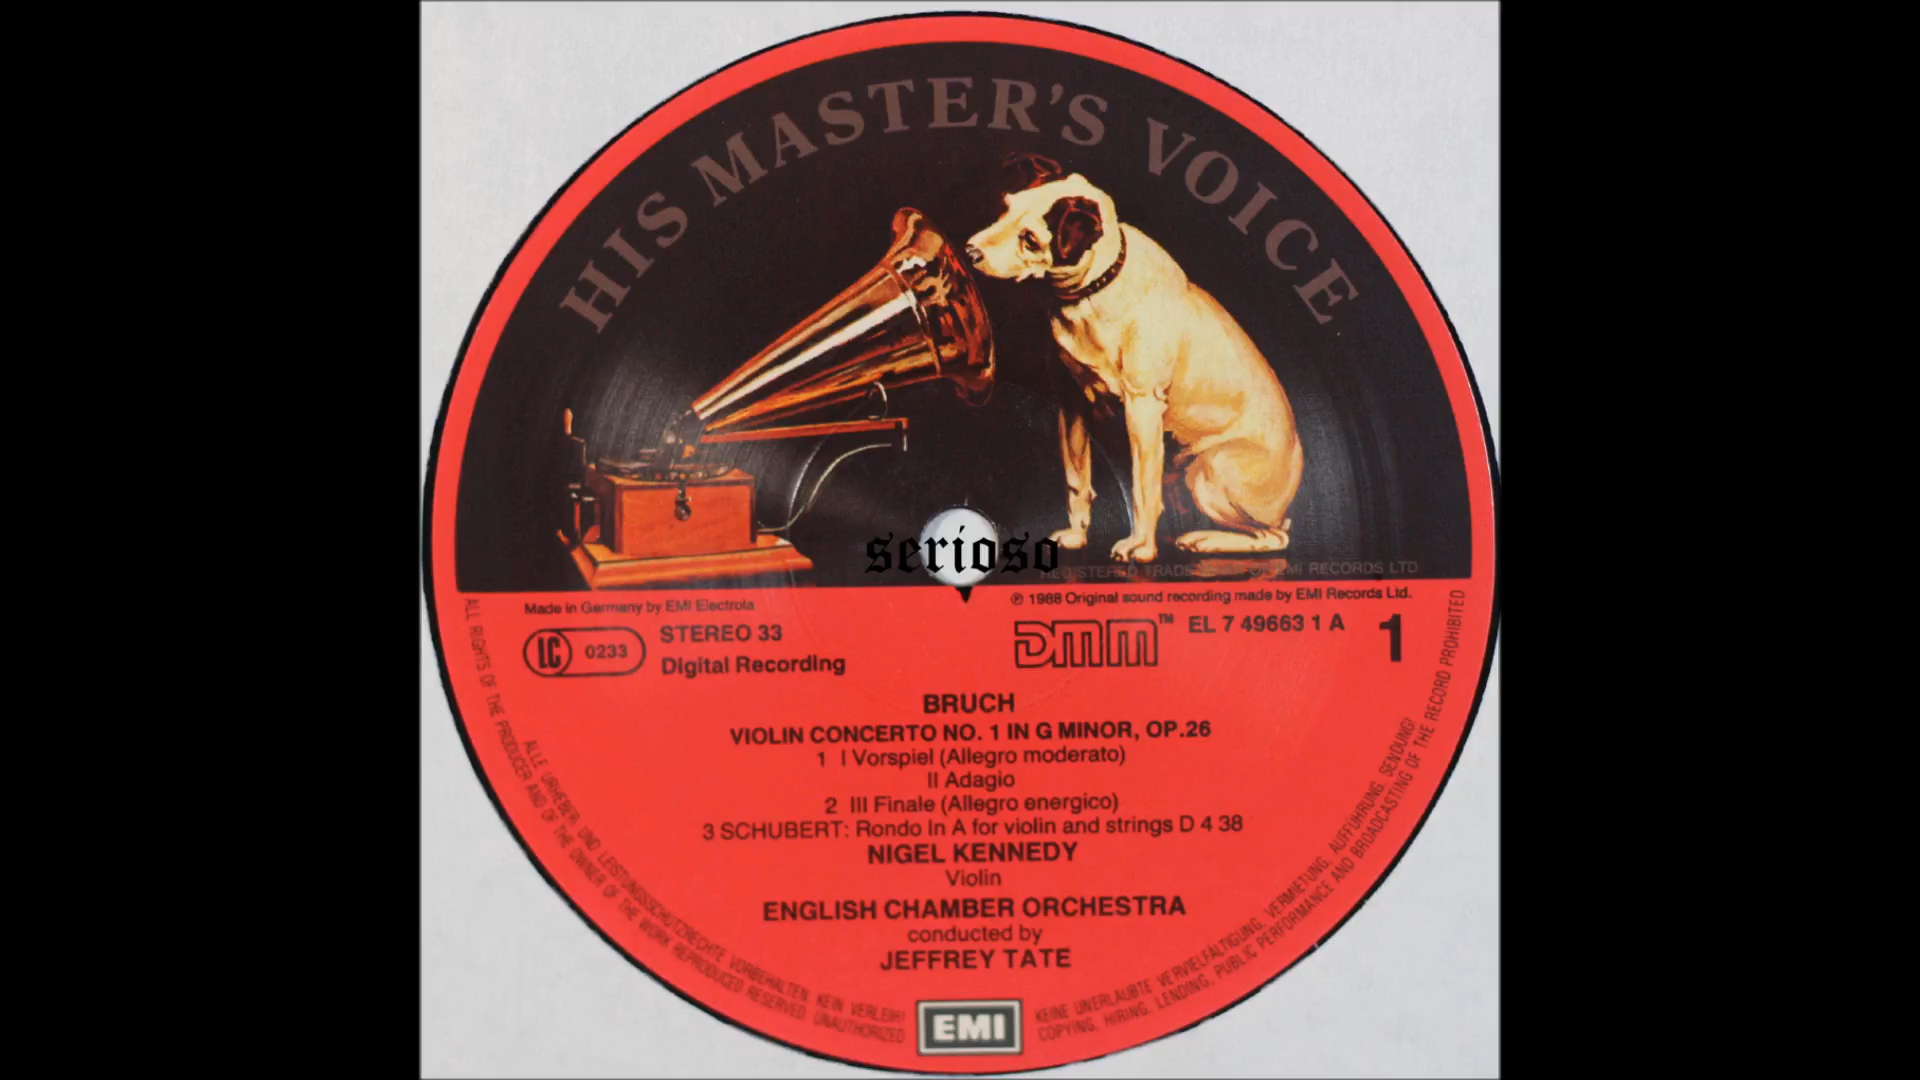 HIS MASTER'S VOICE
serioso
REGISTERED TRADE MARK OF EMI RECORDS LTD
Made in Germany by EMI Electrola
℗ 1988 Original sound recording made by EMI Records Ltd.
LC 0233
STEREO 33
Digital Recording
DMM™ EL 7 49663 1 A
1
BRUCH
VIOLIN CONCERTO NO. 1 IN G MINOR, OP.26
1 I Vorspiel (Allegro moderato)
II Adagio
2 III Finale (Allegro energico)
3 SCHUBERT: Rondo In A for violin and strings D 4 38
NIGEL KENNEDY
Violin
ENGLISH CHAMBER ORCHESTRA
conducted by
JEFFREY TATE
EMI
ALL RIGHTS OF THE PRODUCER AND OF THE OWNER OF THE WORK REPRODUCED RESERVED UNAUTHORIZED
COPYING, HIRING, LENDING, PUBLIC PERFORMANCE AND BROADCASTING OF THE RECORD PROHIBITED
ALLE URHEBER UND LEISTUNGSSCHUTZRECHTE VORBEHALTEN KEIN VERLEIH!
KEINE UNERLAUBTE VERVIELFÄLTIGUNG, VERMIETUNG, AUFFÜHRUNG, SENDUNG!